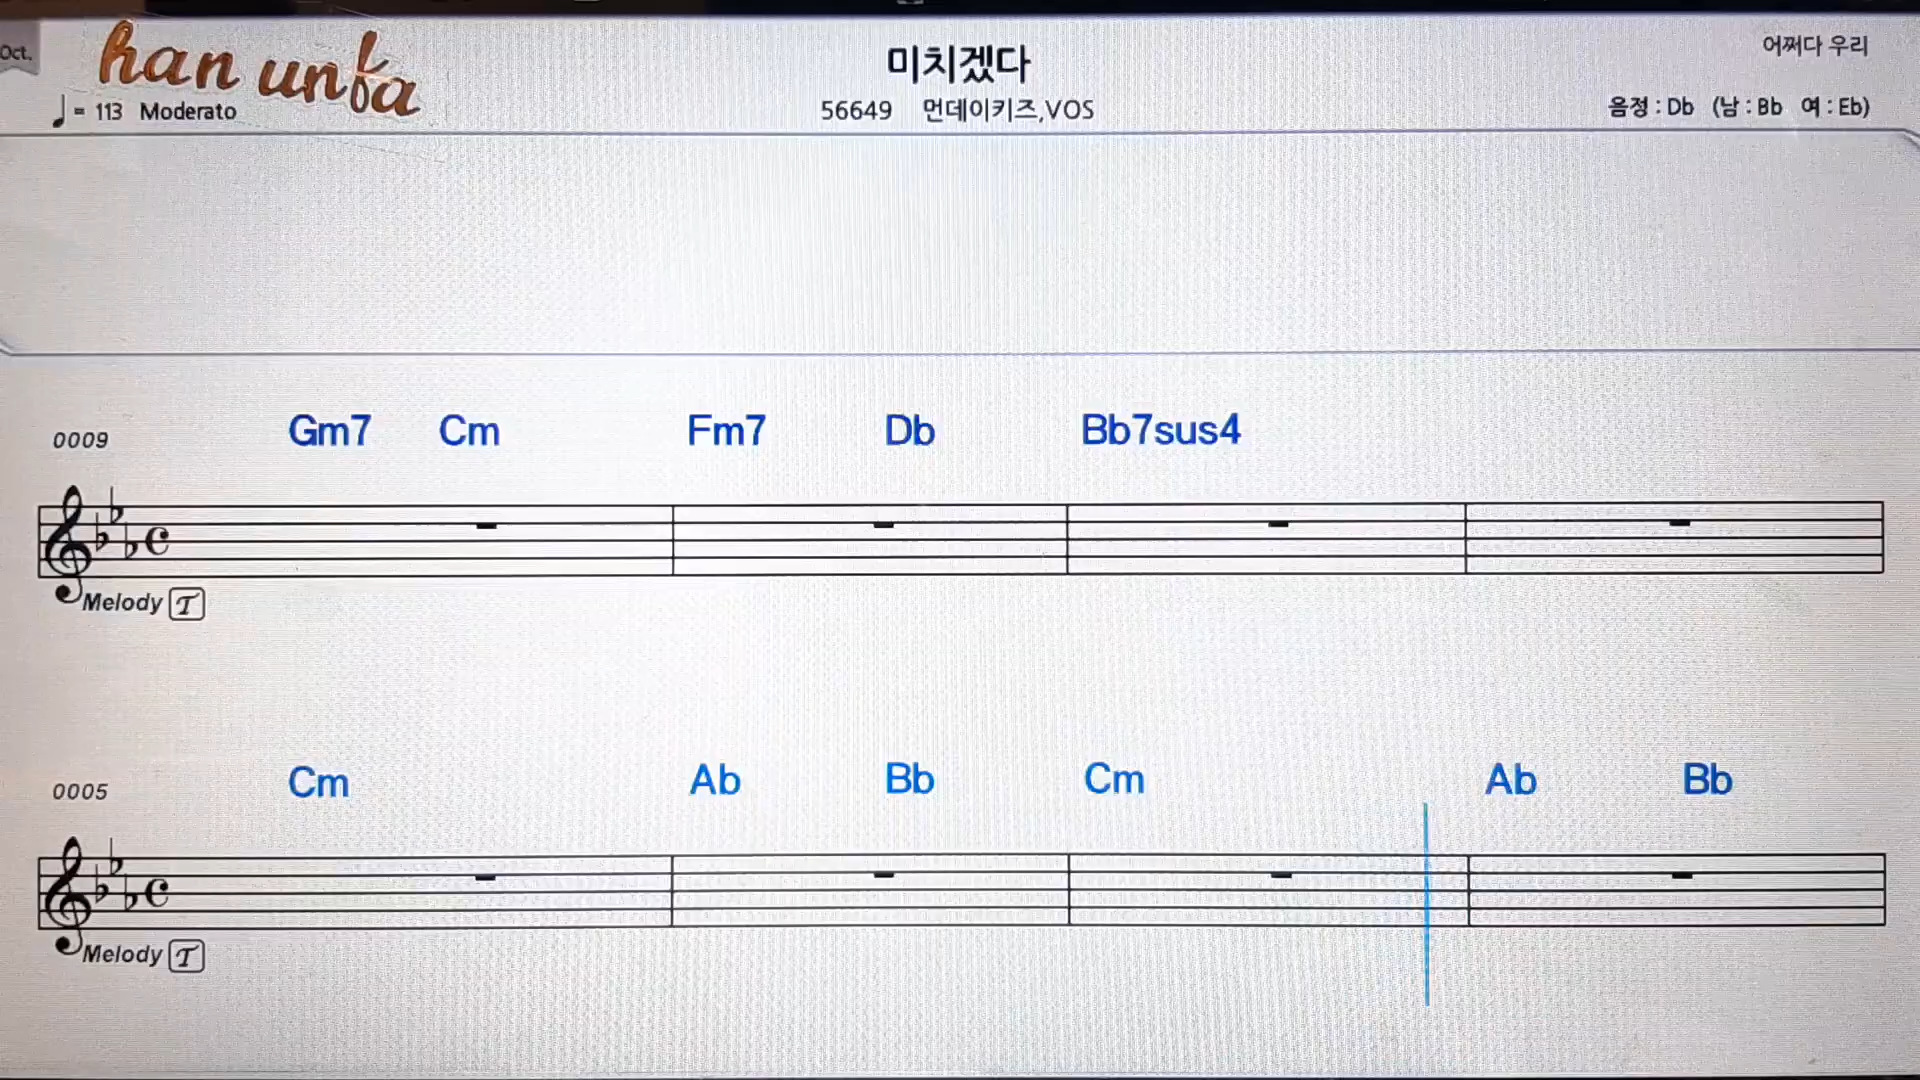 Oct.
han unfa
♩= 113 Moderato
미치겠다
56649 먼데이키즈,VOS
어쩌다 우리
음정 : Db (남 : Bb 여 : Eb)
0009 Gm7 Cm Fm7 Db Bb7sus4
Melody T
0005 Cm Ab Bb Cm Ab Bb
Melody T